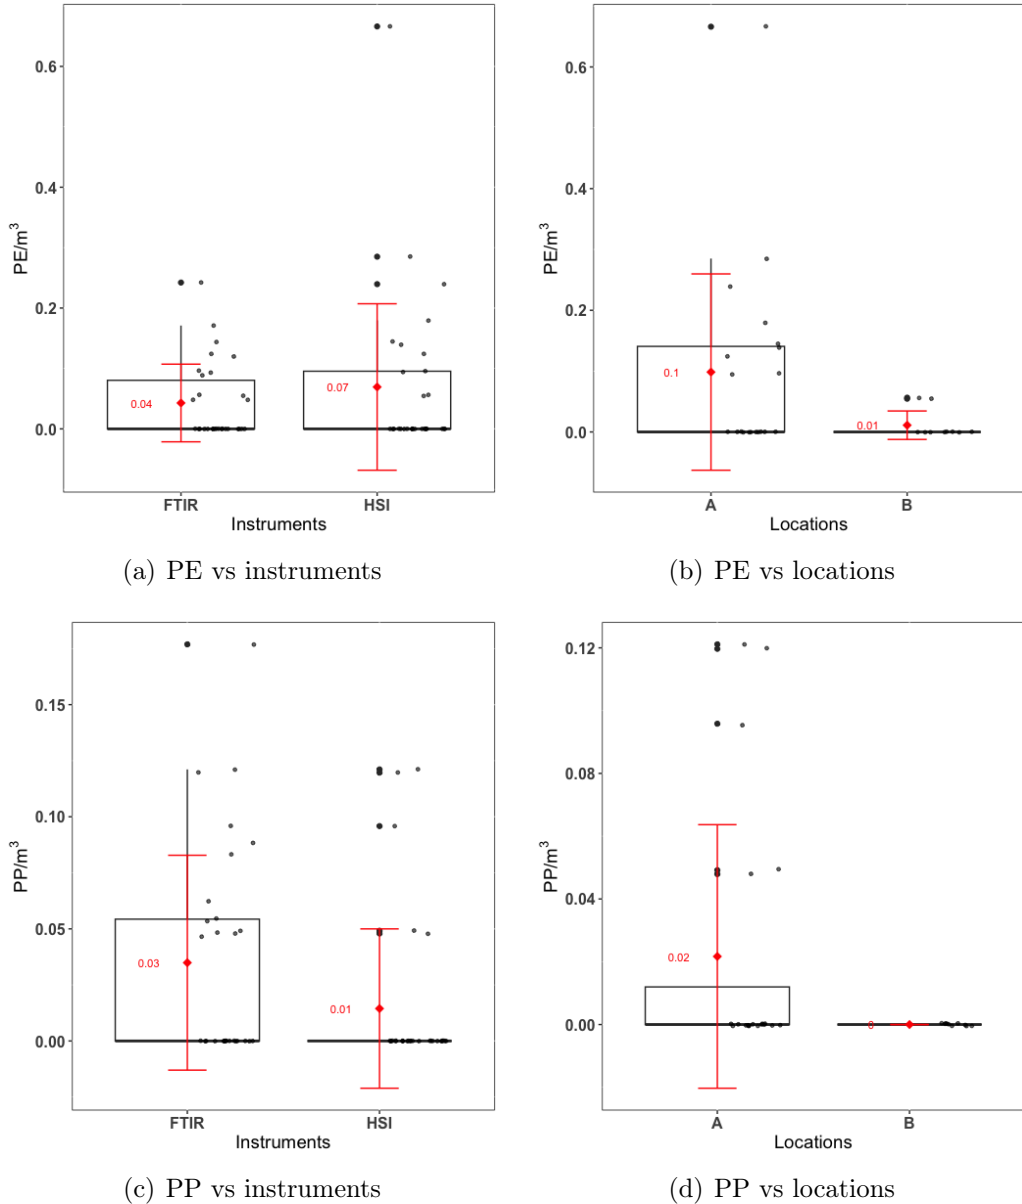 0.6
0.4
0.2
0.0
PE/m³
0.04
0.07
FTIR
HSI
Instruments
(a) PE vs instruments
0.6
0.4
0.2
0.0
PE/m³
0.1
0.01
A
B
Locations
(b) PE vs locations
0.15
0.10
0.05
0.00
PP/m³
0.03
0.01
FTIR
HSI
Instruments
(c) PP vs instruments
0.12
0.08
0.04
0.00
PP/m³
0.02
0
A
B
Locations
(d) PP vs locations